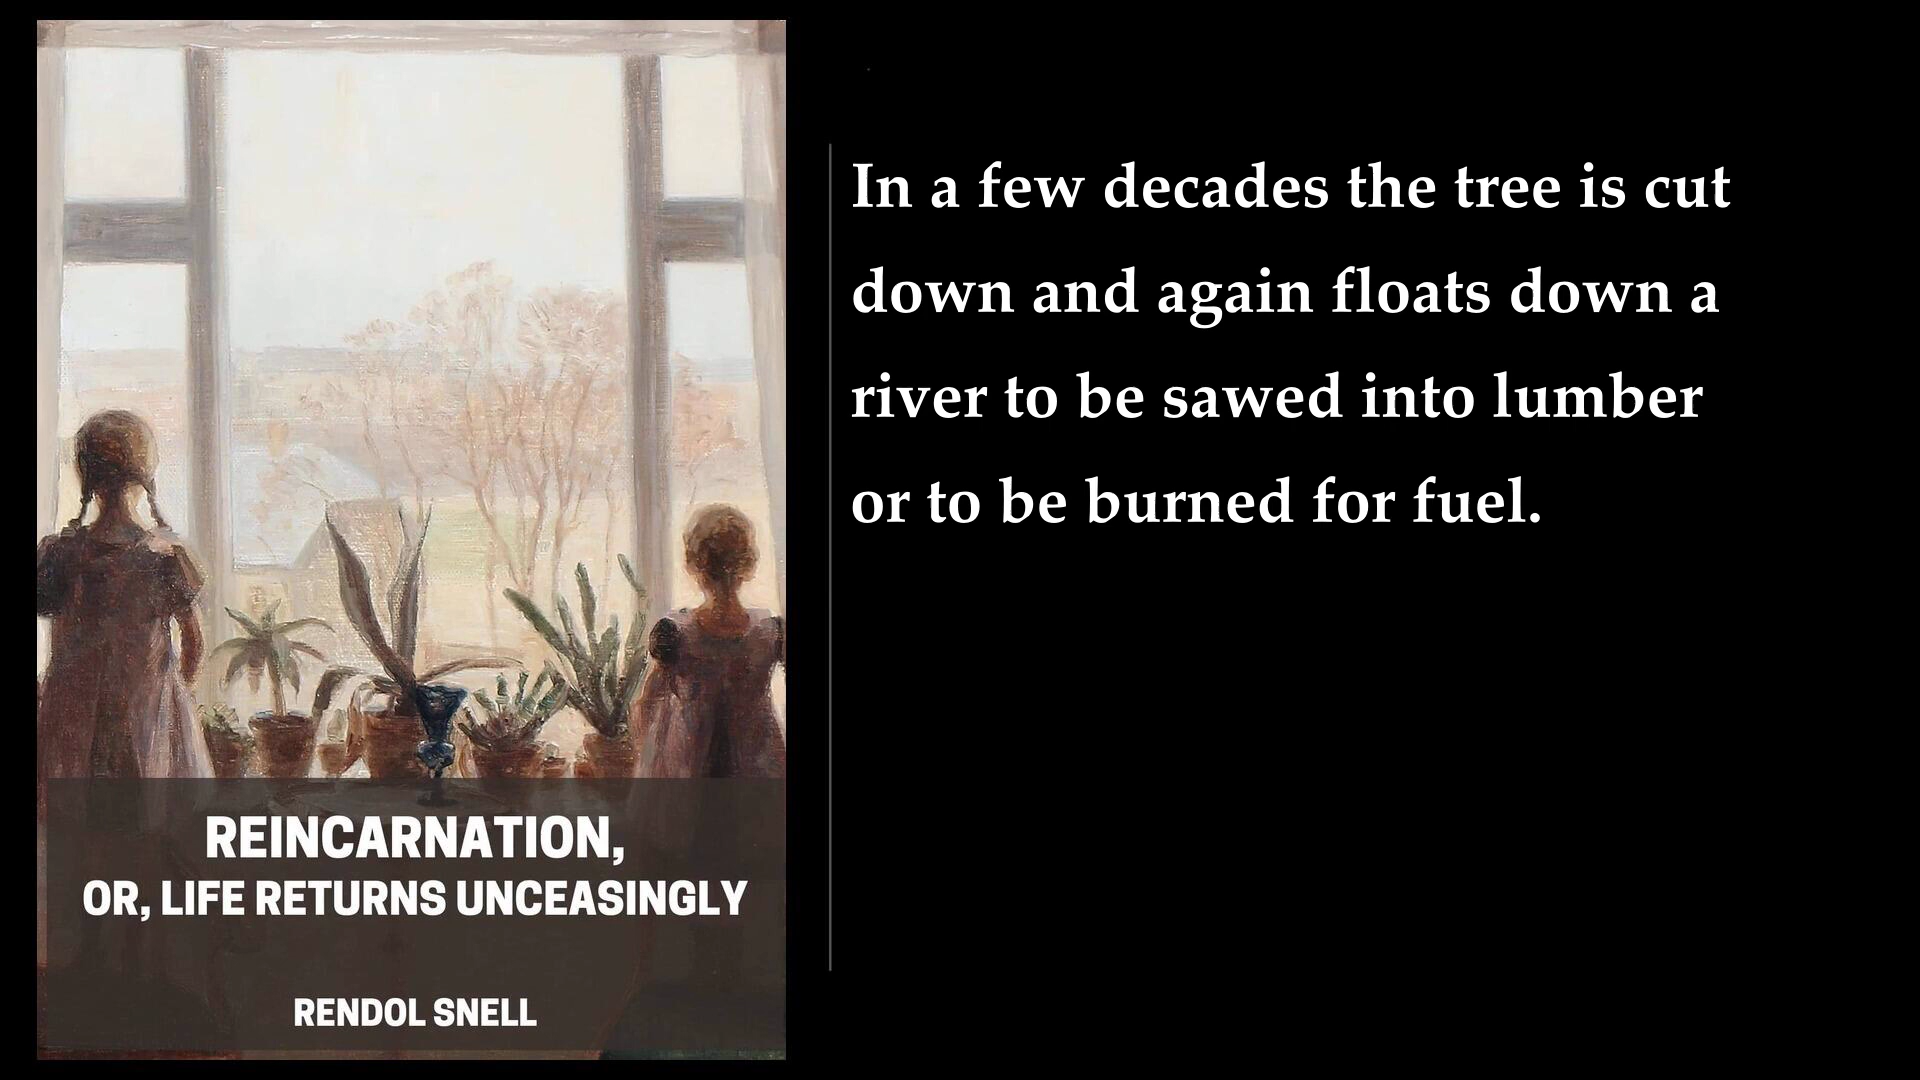 REINCARNATION,
OR, LIFE RETURNS UNCEASINGLY
RENDOL SNELL
In a few decades the tree is cut
down and again floats down a
river to be sawed into lumber
or to be burned for fuel.